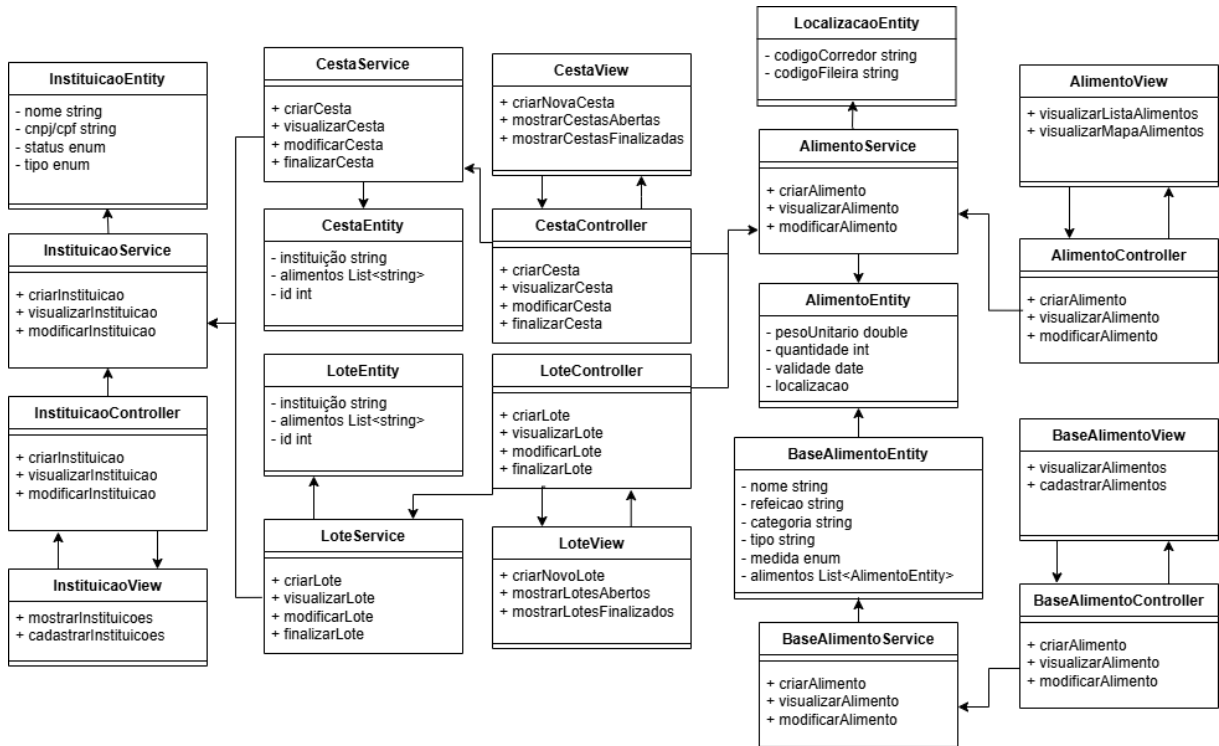 InstituicaoEntity
- nome string
- cnpj/cpf string
- status enum
- tipo enum
InstituicaoService
+ criarInstituicao
+ visualizarInstituicao
+ modificarInstituicao
InstituicaoController
+ criarInstituicao
+ visualizarInstituicao
+ modificarInstituicao
InstituicaoView
+ mostrarInstituicoes
+ cadastrarInstituicoes
CestaService
+ criarCesta
+ visualizarCesta
+ modificarCesta
+ finalizarCesta
CestaEntity
- instituição string
- alimentos List<string>
- id int
LoteEntity
- instituição string
- alimentos List<string>
- id int
LoteService
+ criarLote
+ visualizarLote
+ modificarLote
+ finalizarLote
CestaView
+ criarNovaCesta
+ mostrarCestasAbertas
+ mostrarCestasFinalizadas
CestaController
+ criarCesta
+ visualizarCesta
+ modificarCesta
+ finalizarCesta
LoteController
+ criarLote
+ visualizarLote
+ modificarLote
+ finalizarLote
LoteView
+ criarNovoLote
+ mostrarLotesAbertos
+ mostrarLotesFinalizados
LocalizacaoEntity
- codigoCorredor string
- codigoFileira string
AlimentoService
+ criarAlimento
+ visualizarAlimento
+ modificarAlimento
AlimentoEntity
- pesoUnitario double
- quantidade int
- validade date
- localizacao
BaseAlimentoEntity
- nome string
- refeicao string
- categoria string
- tipo string
- medida enum
- alimentos List<AlimentoEntity>
BaseAlimentoService
+ criarAlimento
+ visualizarAlimento
+ modificarAlimento
AlimentoView
+ visualizarListaAlimentos
+ visualizarMapaAlimentos
AlimentoController
+ criarAlimento
+ visualizarAlimento
+ modificarAlimento
BaseAlimentoView
+ visualizarAlimentos
+ cadastrarAlimentos
BaseAlimentoController
+ criarAlimento
+ visualizarAlimento
+ modificarAlimento